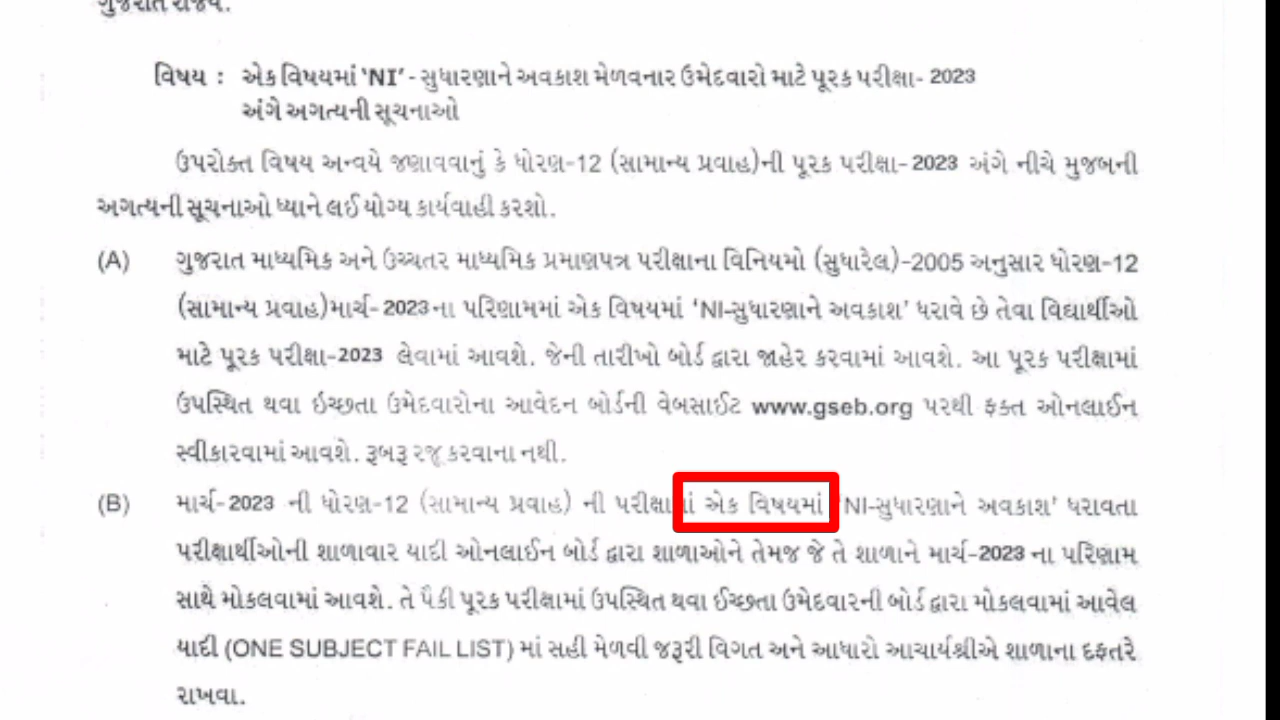 ગુજરાત રાજ્ય.
વિષય : એક વિષયમાં 'NI' - સુધારણાને અવકાશ મેળવનાર ઉમેદવારો માટે પૂરક પરીક્ષા- 2023
અંગે અગત્યની સૂચનાઓ
ઉપરોક્ત વિષય અન્વયે જણાવવાનું કે ધોરણ-12 (સામાન્ય પ્રવાહ)ની પૂરક પરીક્ષા- 2023 અંગે નીચે મુજબની
અગત્યની સૂચનાઓ ધ્યાને લઈ યોગ્ય કાર્યવાહી કરશો.
(A) ગુજરાત માધ્યમિક અને ઉચ્ચતર માધ્યમિક પ્રમાણપત્ર પરીક્ષાના વિનિયમો (સુધારેલ)-2005 અનુસાર ધોરણ-12
(સામાન્ય પ્રવાહ)માર્ચ- 2023 ના પરિણામમાં એક વિષયમાં 'NI-સુધારણાને અવકાશ' ધરાવે છે તેવા વિદ્યાર્થીઓ
માટે પૂરક પરીક્ષા-2023 લેવામાં આવશે. જેની તારીખો બોર્ડ દ્વારા જાહેર કરવામાં આવશે. આ પૂરક પરીક્ષામાં
ઉપસ્થિત થવા ઇચ્છતા ઉમેદવારોના આવેદન બોર્ડની વેબસાઈટ www.gseb.org પરથી ફક્ત ઓનલાઈન
સ્વીકારવામાં આવશે. રૂબરૂ રજૂ કરવાના નથી.
(B) માર્ચ-2023 ની ધોરણ-12 (સામાન્ય પ્રવાહ) ની પરીક્ષામાં એક વિષયમાં 'NI-સુધારણાને અવકાશ' ધરાવતા
પરીક્ષાર્થીઓની શાળાવાર યાદી ઓનલાઈન બોર્ડ દ્વારા શાળાઓને તેમજ જે તે શાળાને માર્ચ-2023 ના પરિણામ
સાથે મોકલવામાં આવશે. તે પૈકી પૂરક પરીક્ષામાં ઉપસ્થિત થવા ઈચ્છતા ઉમેદવારની બોર્ડ દ્વારા મોકલવામાં આવેલ
યાદી (ONE SUBJECT FAIL LIST) માં સહી મેળવી જરૂરી વિગત અને આધારો આચાર્યશ્રીએ શાળાના દફતરે
રાખવા.